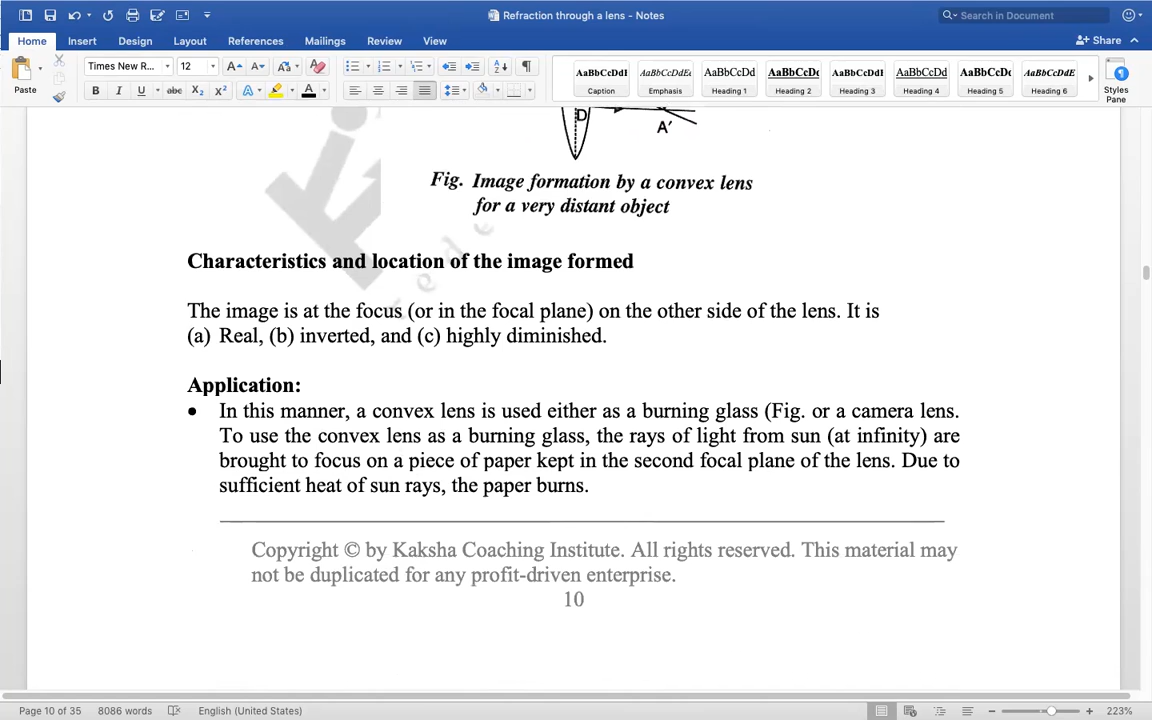 Refraction through a lens - Notes
Search in Document
Home Insert Design Layout References Mailings Review View
Share
Paste
Times New R... 12
B I U abc X₂ X² A A
AaBbCcDdI AaBbCcDdEe AaBbCcDd AaBbCcDc AaBbCcDdI AaBbCcDd AaBbCcDc AaBbCcDdE
Caption Emphasis Heading 1 Heading 2 Heading 3 Heading 4 Heading 5 Heading 6
Styles
Pane
D
A′
Fig. Image formation by a convex lens
for a very distant object
Characteristics and location of the image formed
The image is at the focus (or in the focal plane) on the other side of the lens. It is
(a) Real, (b) inverted, and (c) highly diminished.
Application:
• In this manner, a convex lens is used either as a burning glass (Fig. or a camera lens.
To use the convex lens as a burning glass, the rays of light from sun (at infinity) are
brought to focus on a piece of paper kept in the second focal plane of the lens. Due to
sufficient heat of sun rays, the paper burns.
Copyright © by Kaksha Coaching Institute. All rights reserved. This material may
not be duplicated for any profit-driven enterprise.
10
Page 10 of 35 8086 words English (United States) 223%